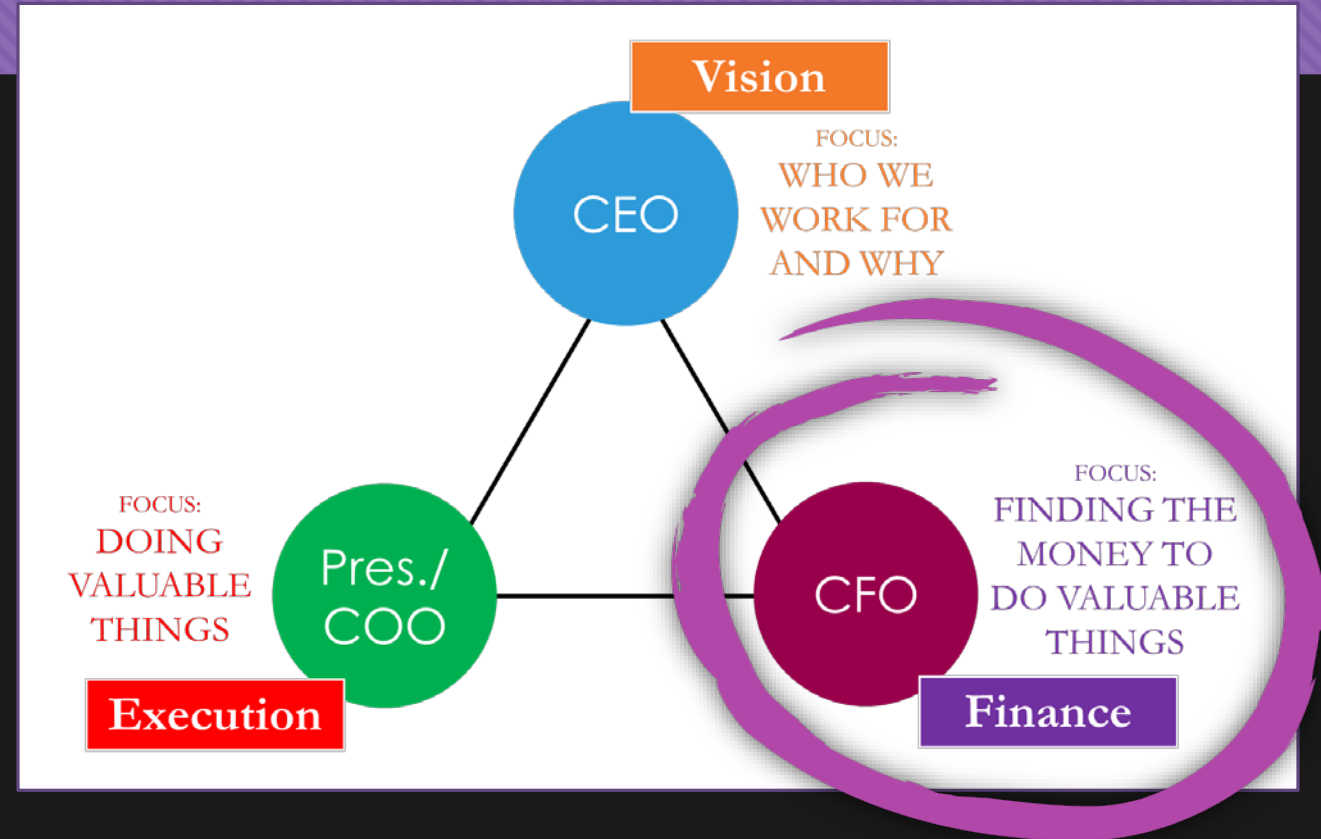 Vision
FOCUS:
WHO WE
WORK FOR
AND WHY
CEO
FOCUS:
DOING
VALUABLE
THINGS
Pres./
COO
Execution
CFO
FOCUS:
FINDING THE
MONEY TO
DO VALUABLE
THINGS
Finance